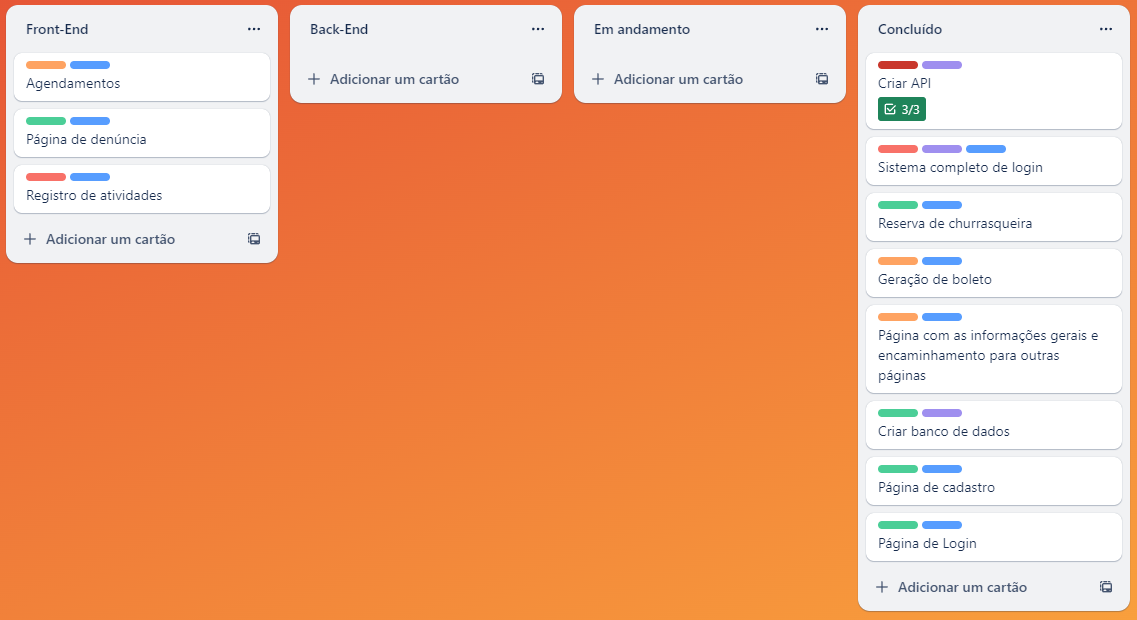 Front-End
Agendamentos
Página de denúncia
Registro de atividades
Adicionar um cartão
Back-End
Adicionar um cartão
Em andamento
Adicionar um cartão
Concluído
Criar API
3/3
Sistema completo de login
Reserva de churrasqueira
Geração de boleto
Página com as informações gerais e
encaminhamento para outras
páginas
Criar banco de dados
Página de cadastro
Página de Login
Adicionar um cartão